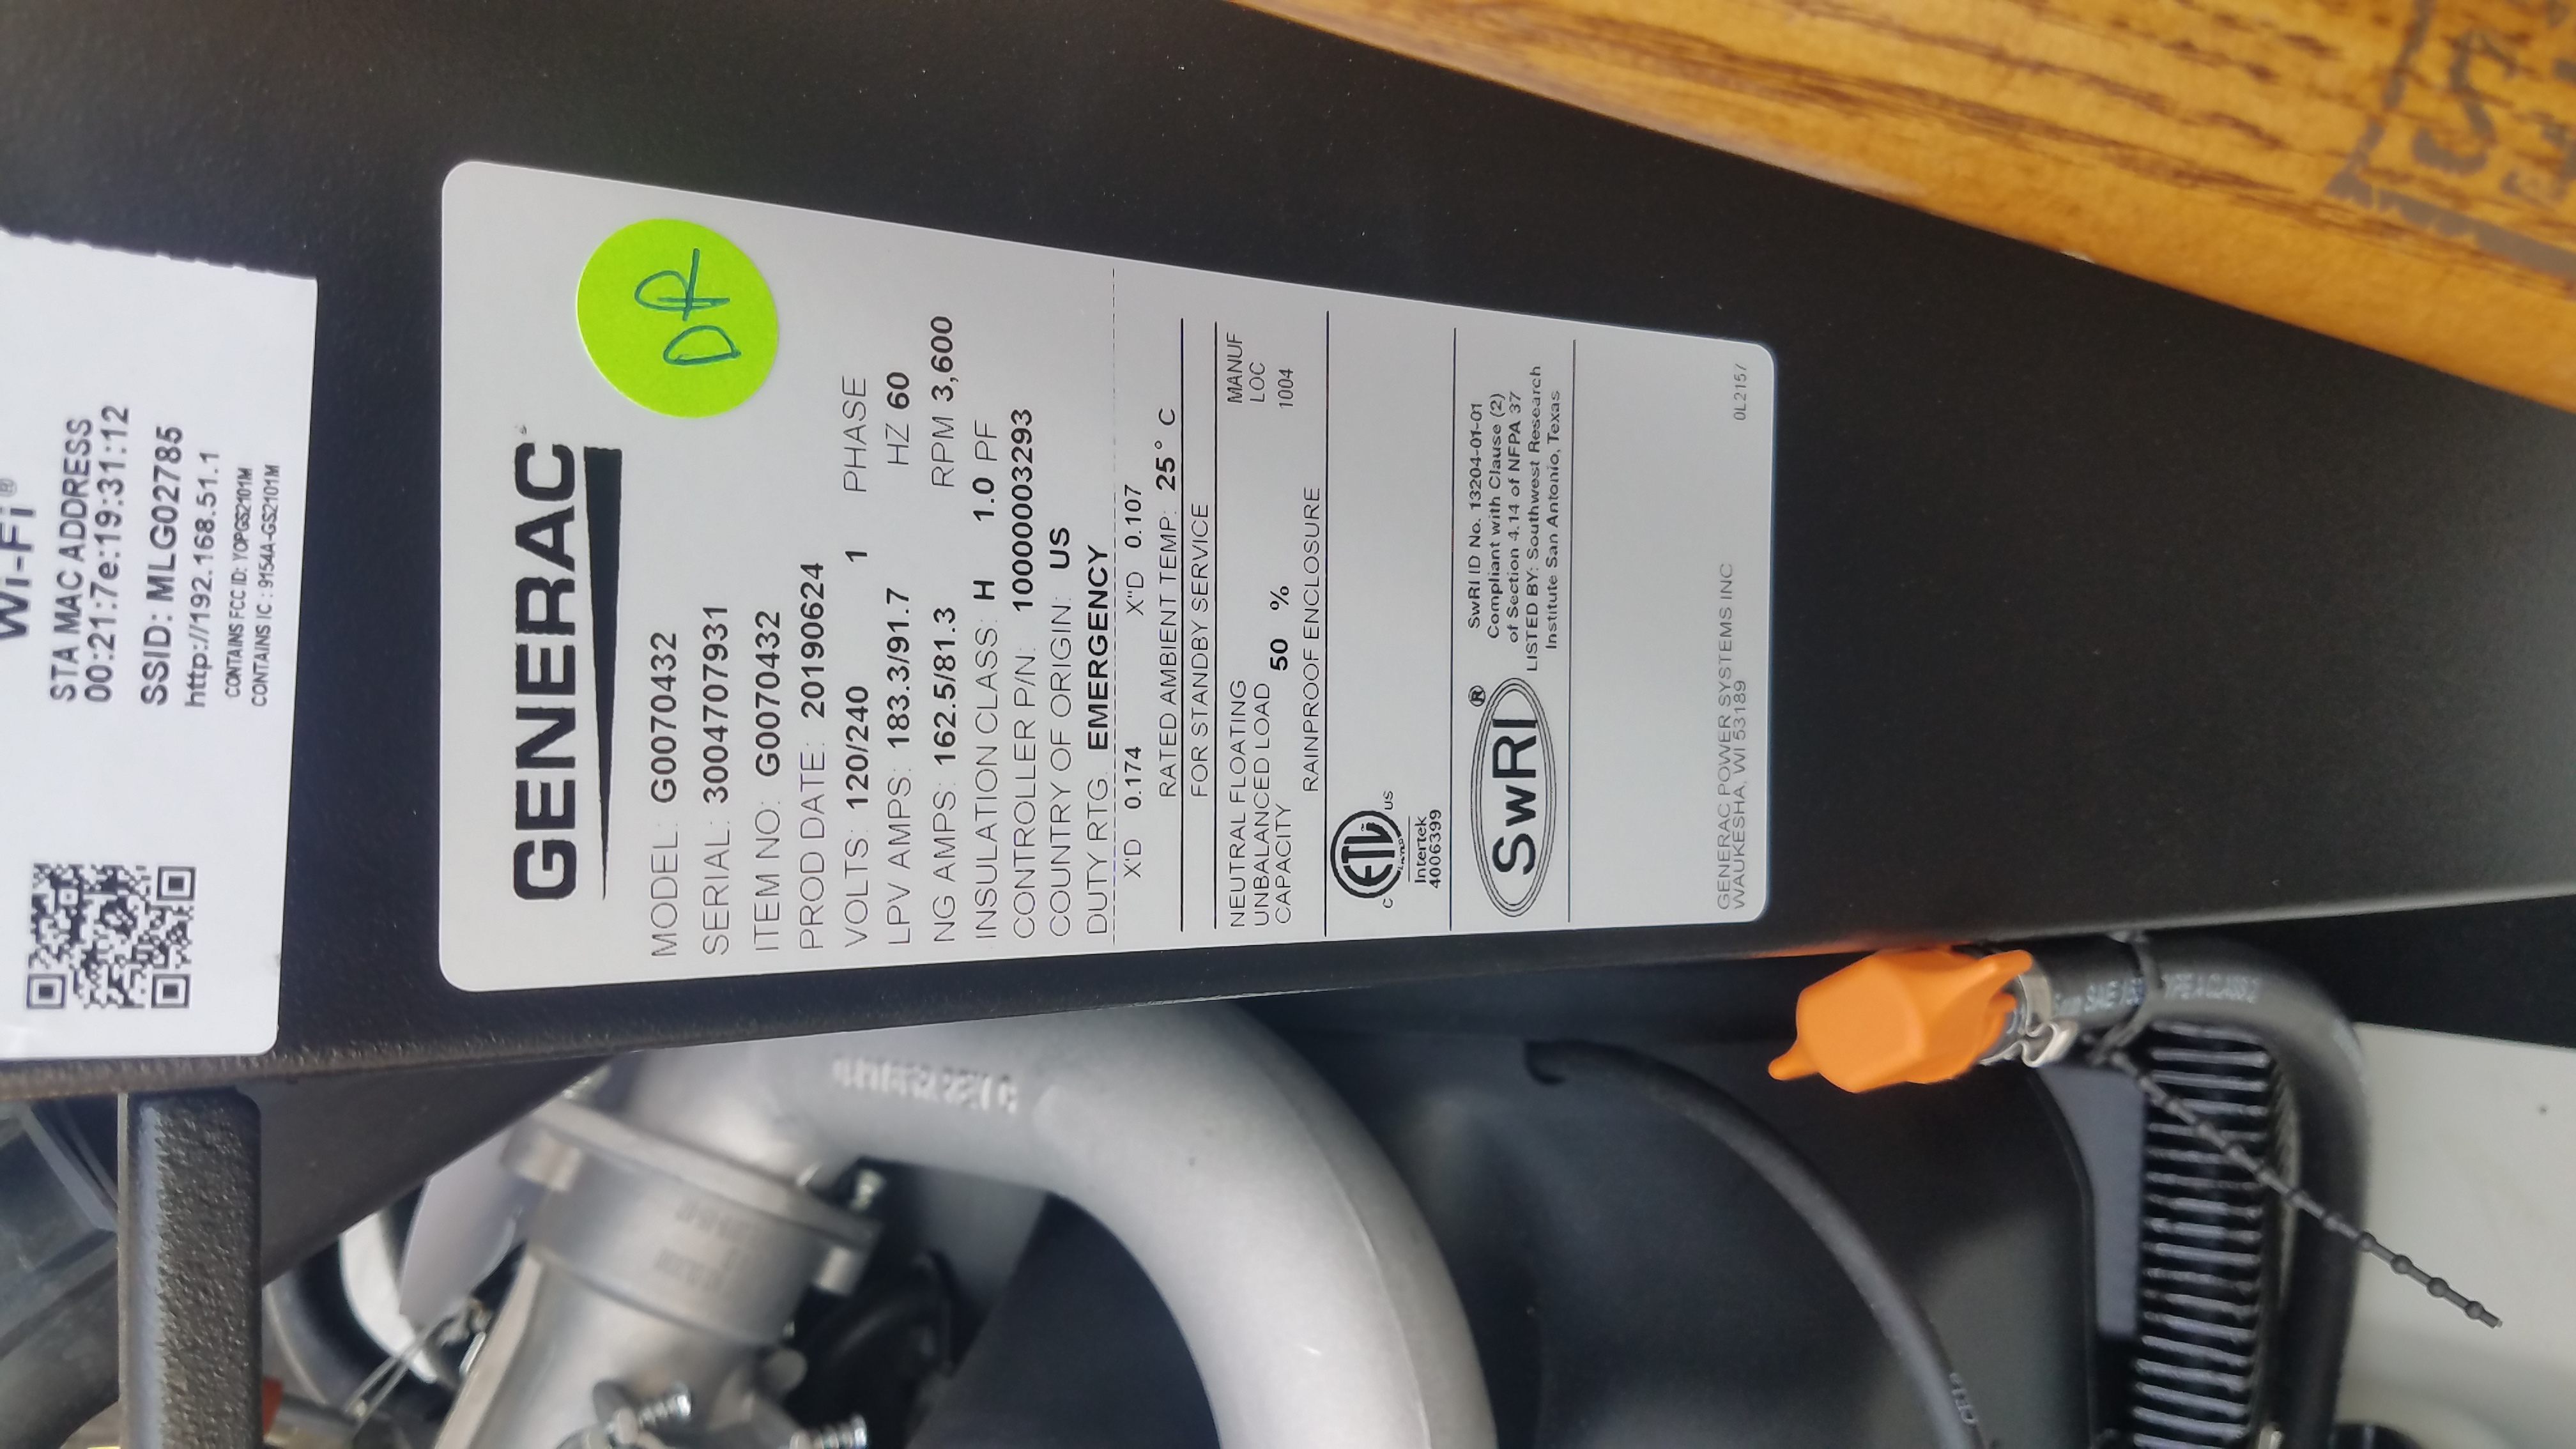 Wi-Fi®
STA MAC ADDRESS
00:21:7e:19:31:12
SSID: MLG02785
http://192.168.51.1
CONTAINS FCC ID: YOPGS2101M
CONTAINS IC : 9154A-GS2101M
GENERAC
DR
MODEL: G0070432
SERIAL: 3004707931
ITEM NO: G0070432
PROD DATE: 20190624
VOLTS: 120/240 1 PHASE
LPV AMPS: 183.3/91.7 HZ 60
NG AMPS: 162.5/81.3 RPM 3,600
INSULATION CLASS: H 1.0 PF
CONTROLLER P/N: 10000003293
COUNTRY OF ORIGIN: US
DUTY RTG. EMERGENCY
X'D 0.174 X"D 0.107
RATED AMBIENT TEMP: 25° C
FOR STANDBY SERVICE
NEUTRAL FLOATING
UNBALANCED LOAD
CAPACITY 50 %
MANUF
LOC
1004
RAINPROOF ENCLOSURE
ETL
LISTED
C US
Intertek
4006399
SwRI®
SwRI ID No. 13204-01-01
Compliant with Clause (2)
of Section 4.14 of NFPA 37
LISTED BY: Southwest Research
Institute San Antonio, Texas
GENERAC POWER SYSTEMS INC
WAUKESHA, WI 53189
0L2157